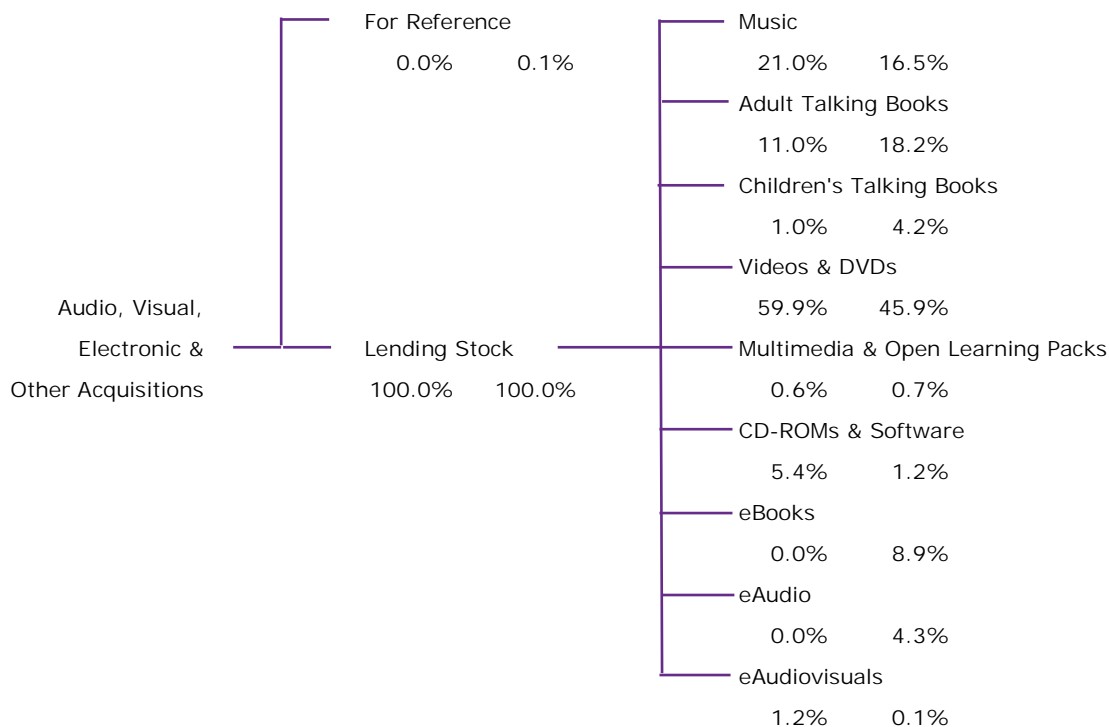 For Reference
0.0% 0.1%
Music
21.0% 16.5%
Adult Talking Books
11.0% 18.2%
Children's Talking Books
1.0% 4.2%
Videos & DVDs
59.9% 45.9%
Audio, Visual,
Electronic &
Other Acquisitions
Lending Stock
100.0% 100.0%
Multimedia & Open Learning Packs
0.6% 0.7%
CD-ROMs & Software
5.4% 1.2%
eBooks
0.0% 8.9%
eAudio
0.0% 4.3%
eAudiovisuals
1.2% 0.1%